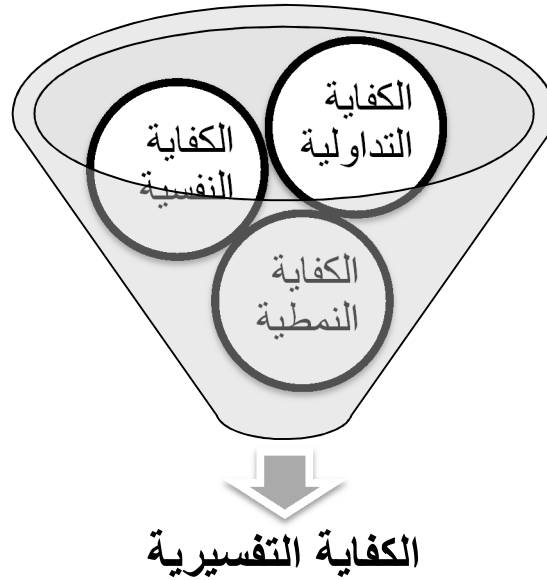 الكفاية
التداولية
الكفاية
النفسية
الكفاية
النمطية
الكفاية التفسيرية